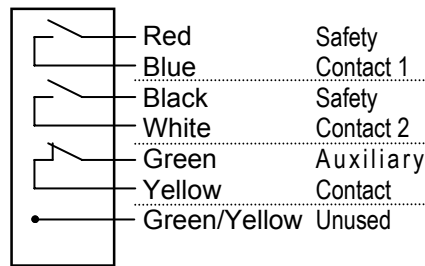 Red Safety
Blue Contact 1
Black Safety
White Contact 2
Green Auxiliary
Yellow Contact
Green/Yellow Unused